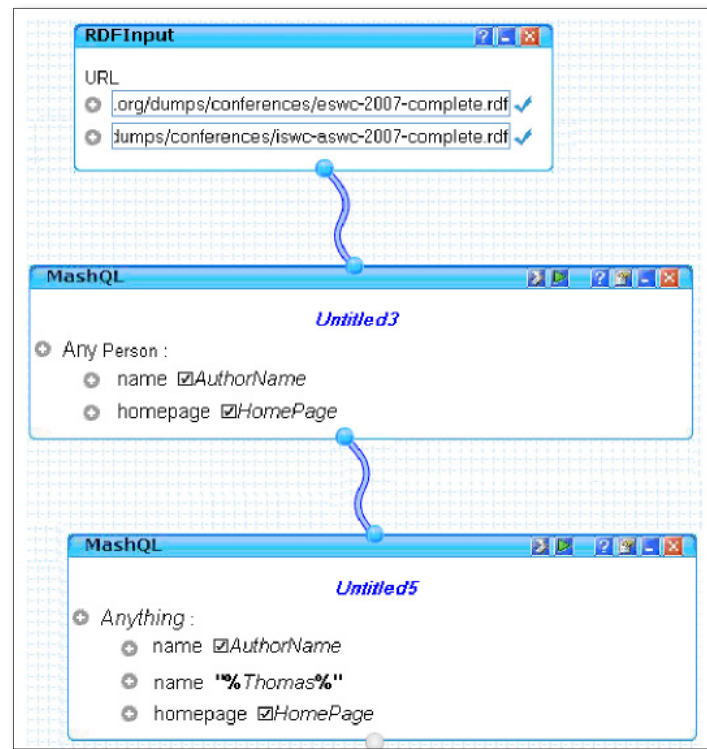 RDFInput
URL
.org/dumps/conferences/eswc-2007-complete.rdf
dumps/conferences/iswc-aswc-2007-complete.rdf
MashQL
Untitled3
Any Person :
name AuthorName
homepage HomePage
MashQL
Untitled5
Anything :
name AuthorName
name "%Thomas%"
homepage HomePage